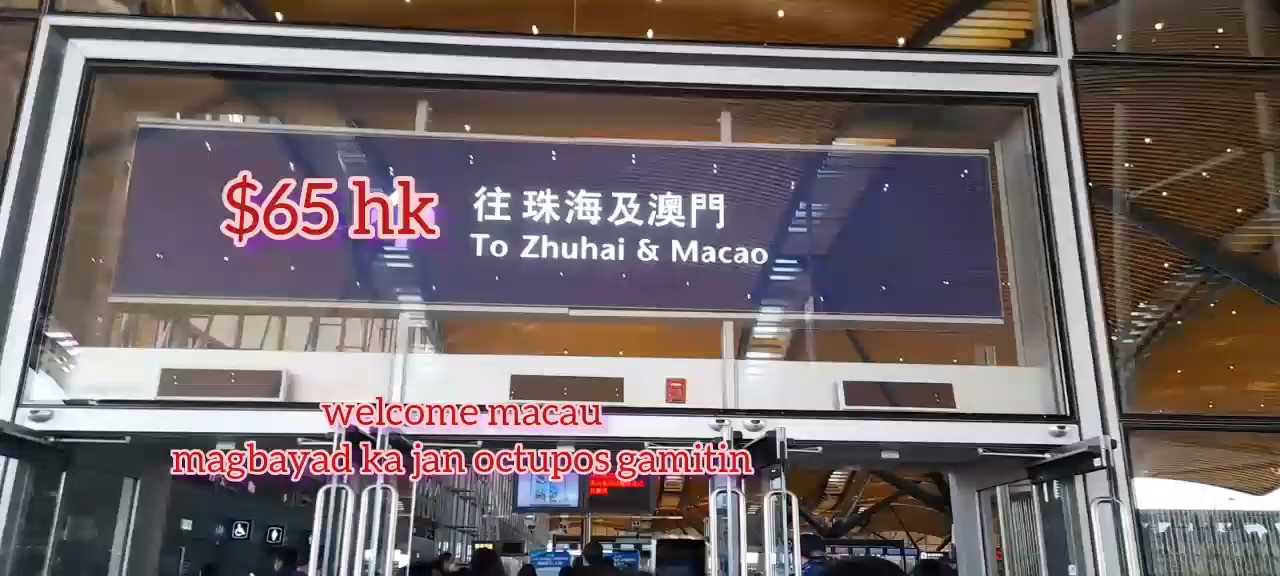 $65 hk
往珠海及澳門
To Zhuhai & Macao
welcome macau
magbayad ka jan octupos gamitin